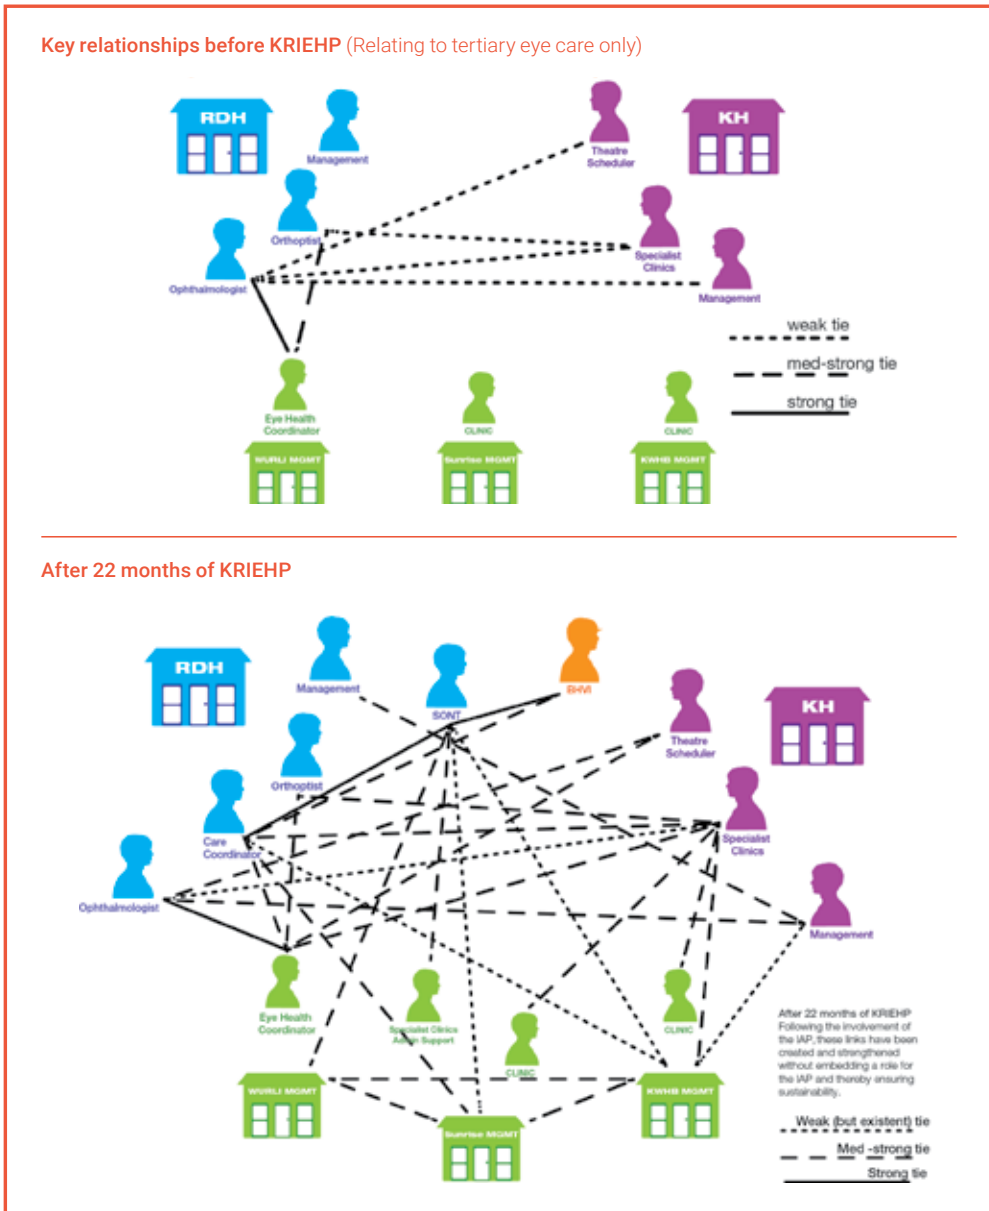 Key relationships before KRIEHP (Relating to tertiary eye care only)
RDH
Management
Theatre
Scheduler
KH
Orthoptist
Specialist
Clinics
Ophthalmologist
Management
weak tie
med-strong tie
strong tie
Eye Health
Coordinator
CLINIC
CLINIC
WURLI MGMT
Sunrise MGMT
KWHB MGMT
After 22 months of KRIEHP
RDH
Management
SONT
BHVI
KH
Theatre
Scheduler
Orthoptist
Care
Coordinator
Specialist
Clinics
Ophthalmologist
Management
Eye Health
Coordinator
Specialist Clinics
Admin Support
CLINIC
CLINIC
After 22 months of KRIEHP
Following the involvement of
the IAP, these links have been
created and strengthened
without embedding a role for
the IAP and thereby ensuring
sustainability.
WURLI MGMT
Sunrise MGMT
KWHB MGMT
Weak (but existent) tie
Med -strong tie
Strong tie